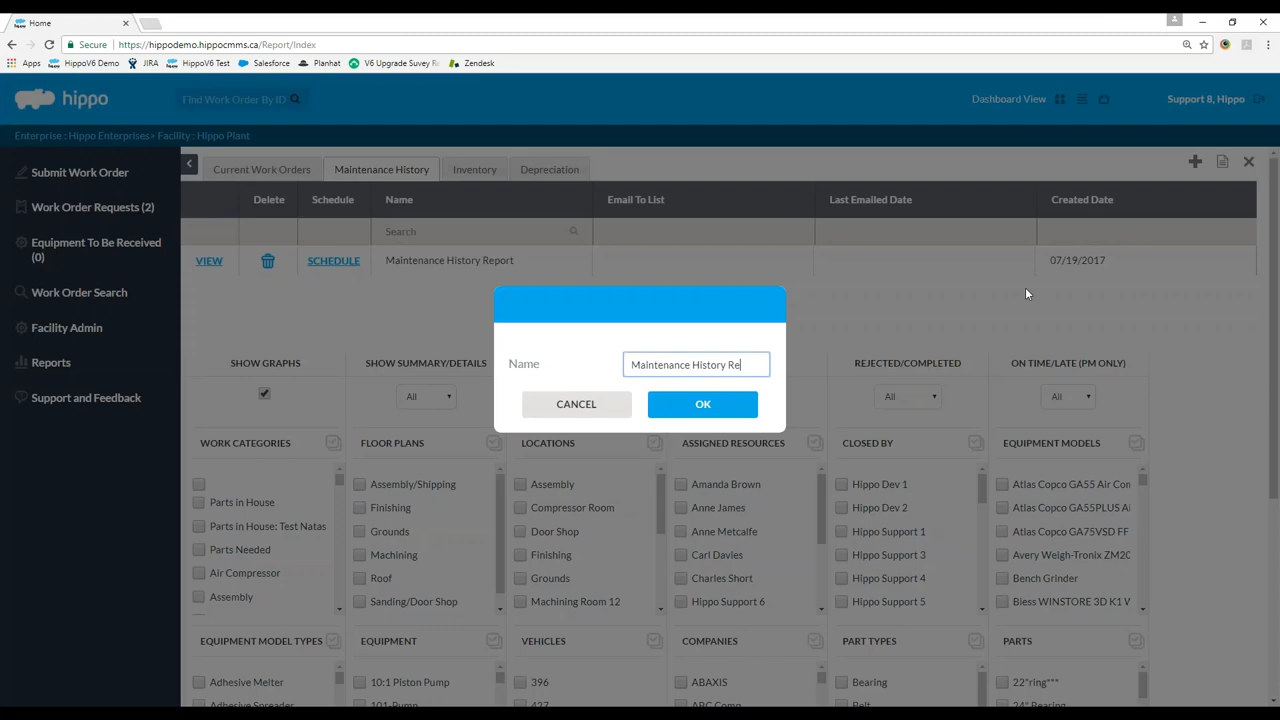 Home
Secure
https://hippodemo.hippocmms.ca/Report/Index
Apps HippoV6 Demo JIRA HippoV6 Test Salesforce Planhat V6 Upgrade Suvey Re Zendesk
hippo
Find Work Order By ID
Dashboard View
Support 8, Hippo
Enterprise : Hippo Enterprises> Facility : Hippo Plant
Submit Work Order
Work Order Requests (2)
Equipment To Be Received
(0)
Work Order Search
Facility Admin
Reports
Support and Feedback
Current Work Orders Maintenance History Inventory Depreciation
Delete Schedule Name Email To List Last Emailed Date Created Date
Search
VIEW SCHEDULE Maintenance History Report 07/19/2017
Name
Maintenance History Re
CANCEL OK
SHOW GRAPHS SHOW SUMMARY/DETAILS REJECTED/COMPLETED ON TIME/LATE (PM ONLY)
All All All
WORK CATEGORIES
Parts in House
Parts in House: Test Natas
Parts Needed
Air Compressor
Assembly
FLOOR PLANS
Assembly/Shipping
Finishing
Grounds
Machining
Roof
Sanding/Door Shop
LOCATIONS
Assembly
Compressor Room
Door Shop
Finishing
Grounds
Machining Room 12
ASSIGNED RESOURCES
Amanda Brown
Anne James
Anne Metcalfe
Carl Davies
Charles Short
Hippo Support 6
CLOSED BY
Hippo Dev 1
Hippo Dev 2
Hippo Support 1
Hippo Support 3
Hippo Support 4
Hippo Support 5
EQUIPMENT MODELS
Atlas Copco GA55 Air Con
Atlas Copco GA55PLUS Ai
Atlas Copco GA75VSD FF
Avery Weigh-Tronix ZM20
Bench Grinder
Biess WINSTORE 3D K1 W
EQUIPMENT MODEL TYPES
Adhesive Melter
Adhesive Spreader
EQUIPMENT
10:1 Piston Pump
101-Pump
VEHICLES
396
427
COMPANIES
ABAXIS
ABC Comp
PART TYPES
Bearing
Belt
PARTS
22"ring***
24" Bearing